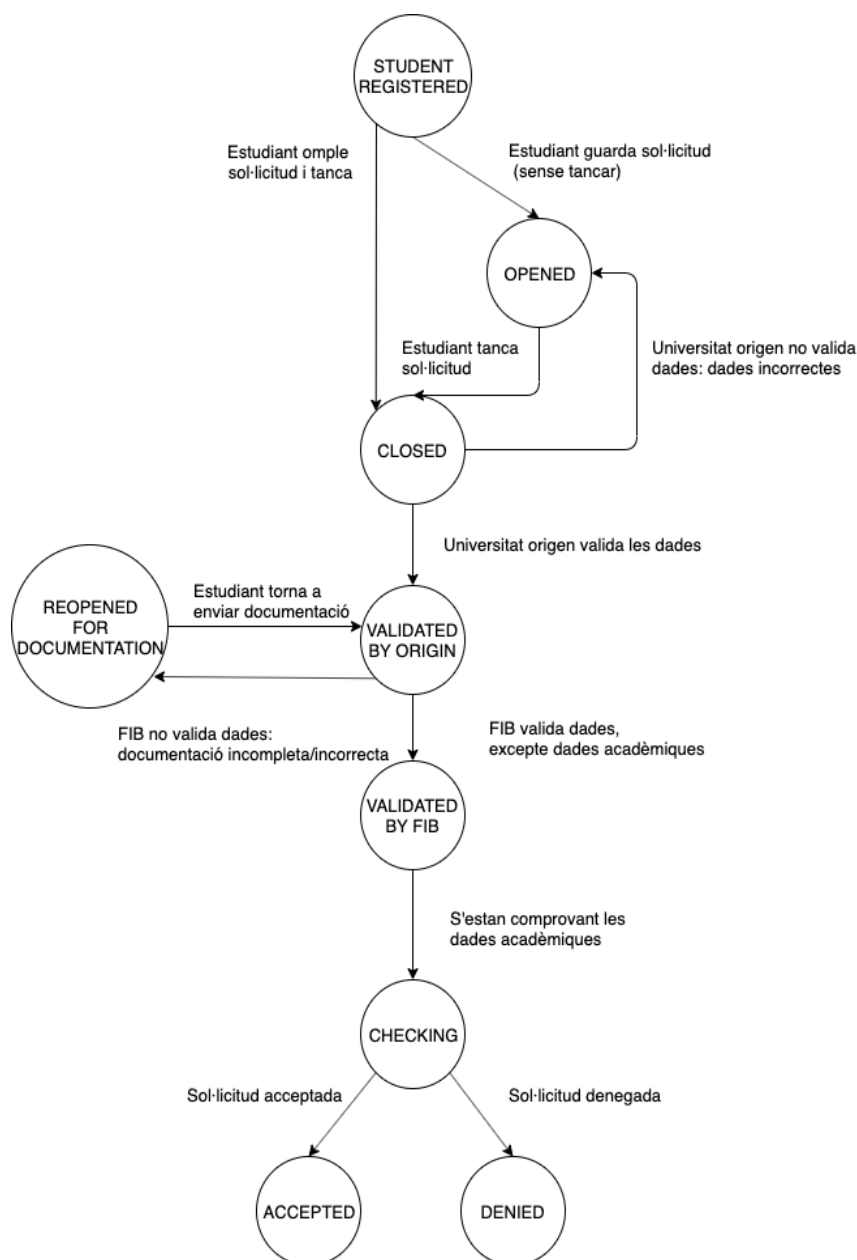 STUDENT
REGISTERED
Estudiant omple
sol·licitud i tanca
Estudiant guarda sol·licitud
(sense tancar)
OPENED
Estudiant tanca
sol·licitud
Universitat origen no valida
dades: dades incorrectes
CLOSED
Universitat origen valida les dades
REOPENED
FOR
DOCUMENTATION
Estudiant torna a
enviar documentació
VALIDATED
BY ORIGIN
FIB no valida dades:
documentació incompleta/incorrecta
FIB valida dades,
excepte dades acadèmiques
VALIDATED
BY FIB
S'estan comprovant les
dades acadèmiques
CHECKING
Sol·licitud acceptada
Sol·licitud denegada
ACCEPTED
DENIED